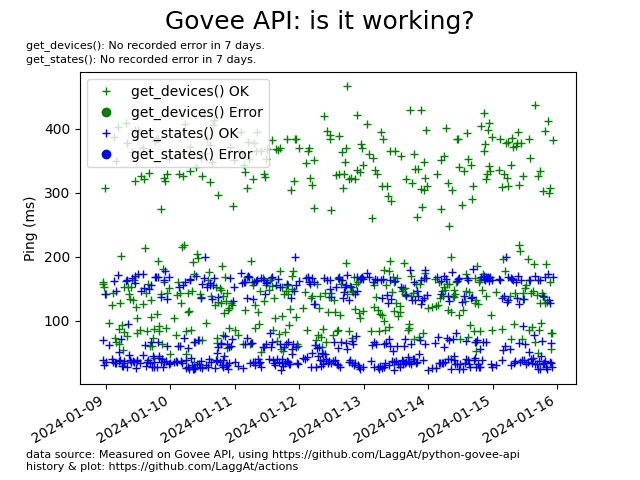 Govee API: is it working?
get_devices(): No recorded error in 7 days.
get_states(): No recorded error in 7 days.
get_devices() OK
get_devices() Error
get_states() OK
get_states() Error
Ping (ms)
400
300
200
100
2024-01-09
2024-01-10
2024-01-11
2024-01-12
2024-01-13
2024-01-14
2024-01-15
2024-01-16
data source: Measured on Govee API, using https://github.com/LaggAt/python-govee-api
history & plot: https://github.com/LaggAt/actions